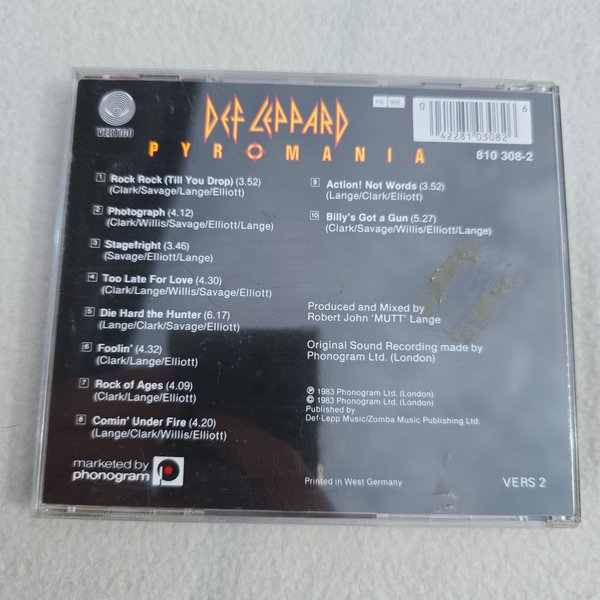 VERTIGO
DEF LEPPARD
PYROMANIA
PG 900
0 42281 03082 6
810 308-2
1 Rock Rock (Till You Drop) (3.52)
(Clark/Savage/Lange/Elliott)
2 Photograph (4.12)
(Clark/Willis/Savage/Elliott/Lange)
3 Stagefright (3.46)
(Savage/Elliott/Lange)
4 Too Late For Love (4.30)
(Clark/Lange/Willis/Savage/Elliott)
5 Die Hard the Hunter (6.17)
(Lange/Clark/Savage/Elliott)
6 Foolin' (4.32)
(Clark/Lange/Elliott)
7 Rock of Ages (4.09)
(Clark/Lange/Elliott)
8 Comin' Under Fire (4.20)
(Lange/Clark/Willis/Elliott)
9 Action! Not Words (3.52)
(Lange/Clark/Elliott)
10 Billy's Got a Gun (5.27)
(Clark/Savage/Willis/Elliott/Lange)
Produced and Mixed by
Robert John 'MUTT' Lange
Original Sound Recording made by
Phonogram Ltd. (London)
℗ 1983 Phonogram Ltd. (London)
© 1983 Phonogram Ltd. (London)
Published by
Def-Lepp Music/Zomba Music Publishing Ltd.
marketed by
phonogram
Printed in West Germany
VERS 2